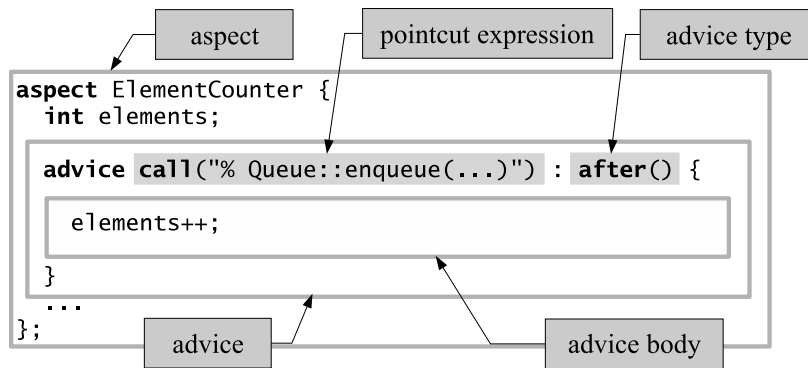 aspect pointcut expression advice type
aspect ElementCounter {
int elements;
advice call("% Queue::enqueue(...)") : after() {
elements++;
}
...
};
advice advice body